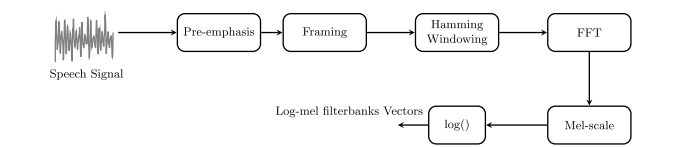 Speech Signal
Pre-emphasis
Framing
Hamming
Windowing
FFT
Mel-scale
log()
Log-mel filterbanks Vectors